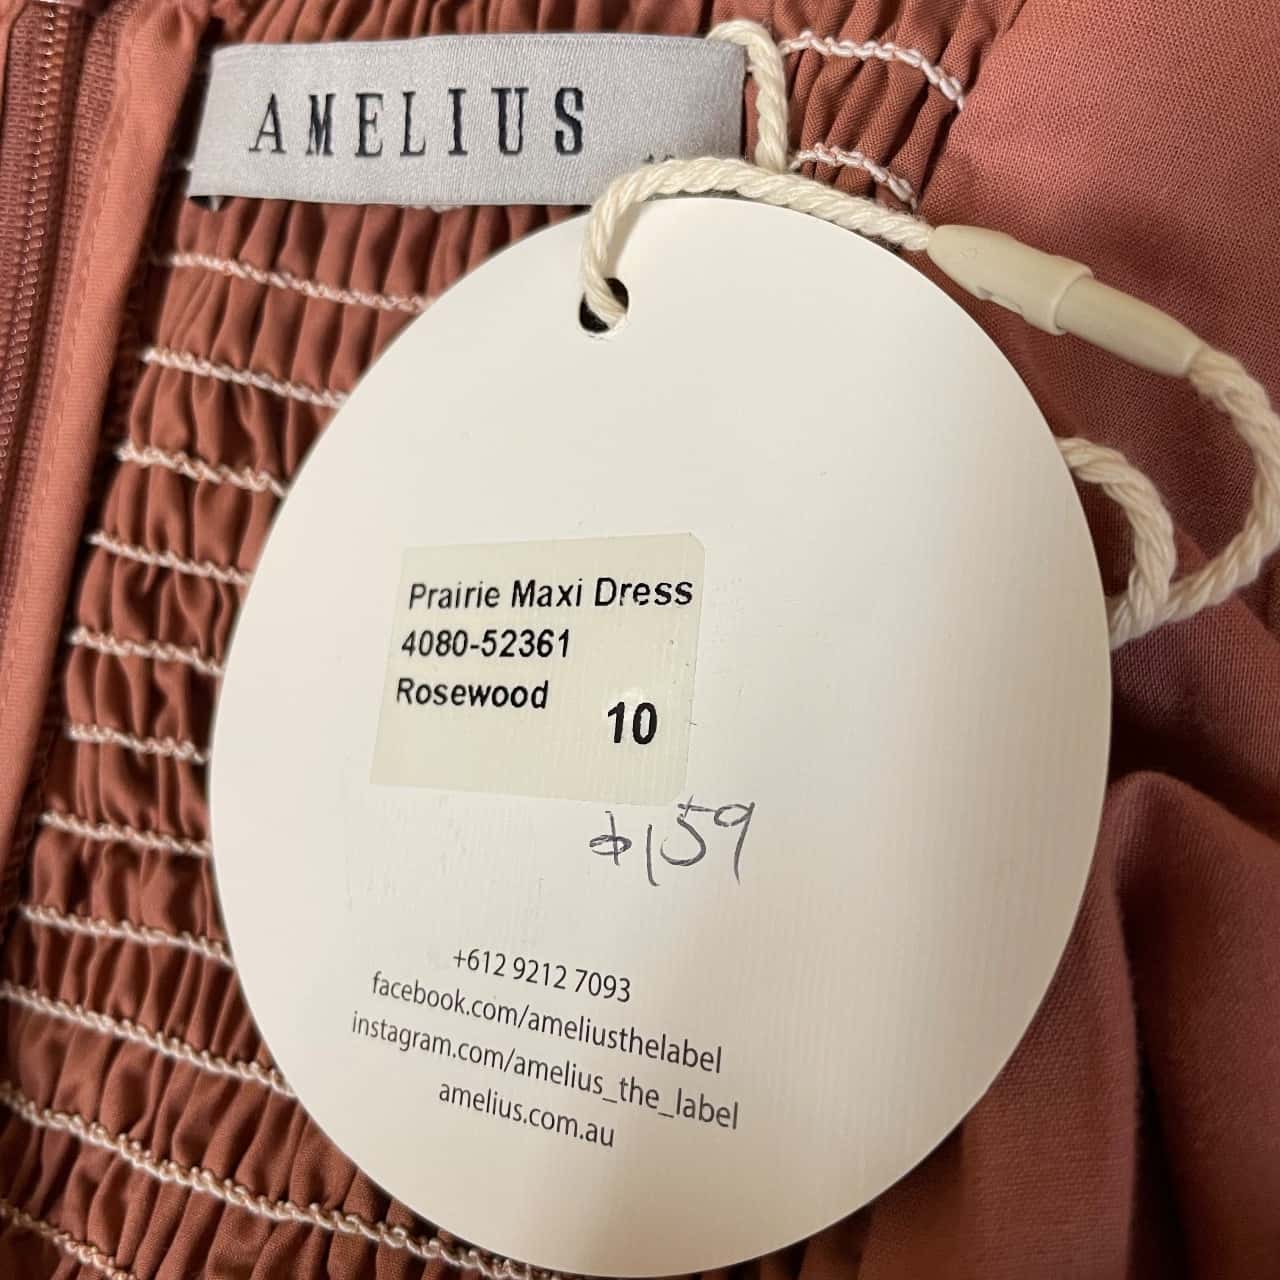 AMELIUS
Prairie Maxi Dress
4080-52361
Rosewood
10
$159
+612 9212 7093
facebook.com/ameliusthelabel
instagram.com/amelius_the_label
amelius.com.au